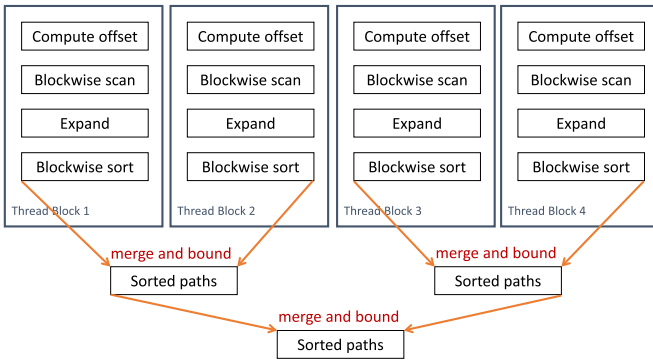 Compute offset
Blockwise scan
Expand
Blockwise sort
Thread Block 1
Compute offset
Blockwise scan
Expand
Blockwise sort
Thread Block 2
Compute offset
Blockwise scan
Expand
Blockwise sort
Thread Block 3
Compute offset
Blockwise scan
Expand
Blockwise sort
Thread Block 4
merge and bound
Sorted paths
merge and bound
Sorted paths
merge and bound
Sorted paths